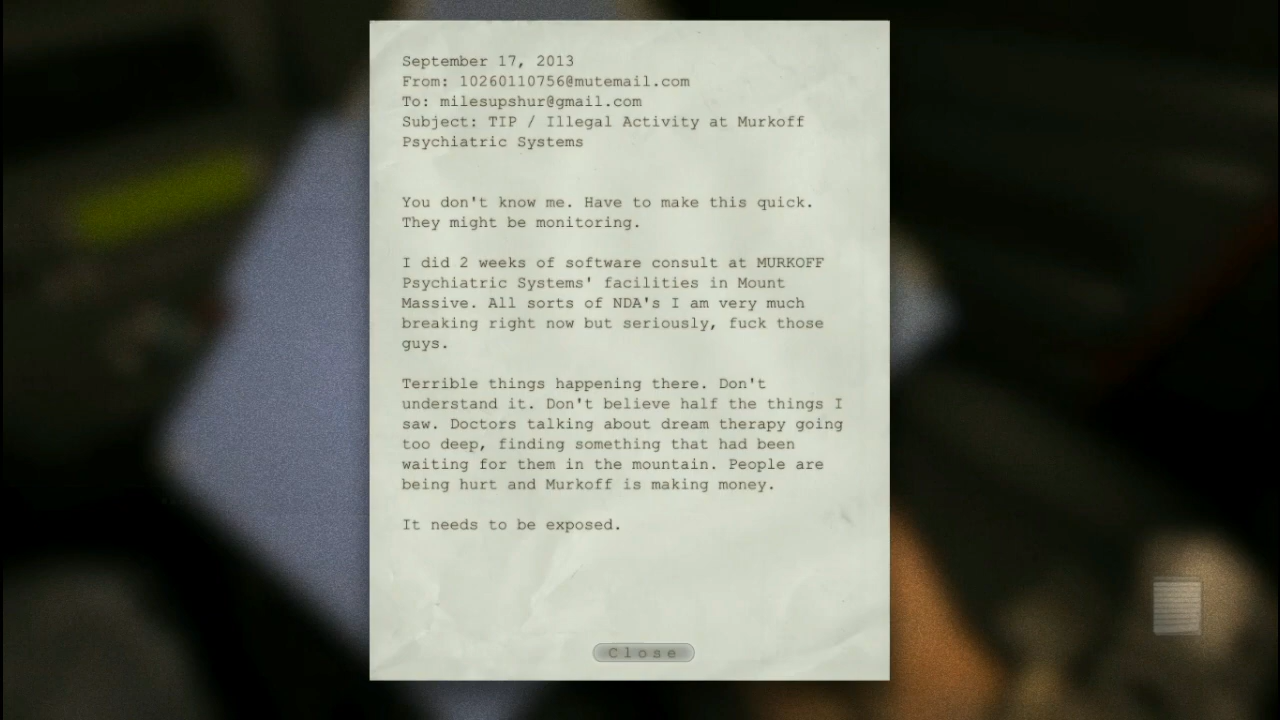 September 17, 2013
From: 10260110756@mutemail.com
To: milesupshur@gmail.com
Subject: TIP / Illegal Activity at Murkoff
Psychiatric Systems
You don't know me. Have to make this quick.
They might be monitoring.
I did 2 weeks of software consult at MURKOFF
Psychiatric Systems' facilities in Mount
Massive. All sorts of NDA's I am very much
breaking right now but seriously, fuck those
guys.
Terrible things happening there. Don't
understand it. Don't believe half the things I
saw. Doctors talking about dream therapy going
too deep, finding something that had been
waiting for them in the mountain. People are
being hurt and Murkoff is making money.
It needs to be exposed.
Close